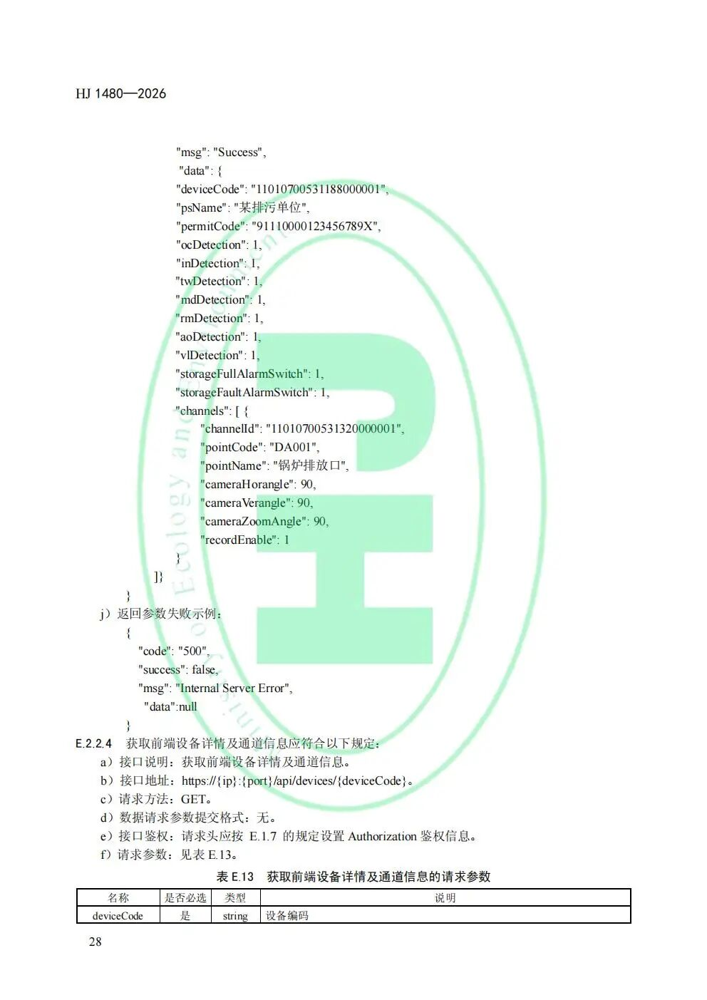 HJ 1480—2026
"msg": "Success",
"data": {
"deviceCode": "11010700531188000001",
"psName": "某排污单位",
"permitCode": "91110000123456789X",
"ocDetection": 1,
"inDetection": 1,
"twDetection": 1,
"mdDetection": 1,
"rmDetection": 1,
"aoDetection": 1,
"vlDetection": 1,
"storageFullAlarmSwitch": 1,
"storageFaultAlarmSwitch": 1,
"channels": [ {
"channelId": "11010700531320000001",
"pointCode": "DA001",
"pointName": "锅炉排放口",
"cameraHorangle": 90,
"cameraVerangle": 90,
"cameraZoomAngle": 90,
"recordEnable": 1
}
]}
}
j）返回参数失败示例：
{
"code": "500",
"success": false,
"msg": "Internal Server Error",
"data":null
}
E.2.2.4 获取前端设备详情及通道信息应符合以下规定：
a）接口说明：获取前端设备详情及通道信息。
b）接口地址：https://{ip}:{port}/api/devices/{deviceCode}。
c）请求方法：GET。
d）数据请求参数提交格式：无。
e）接口鉴权：请求头应按 E.1.7 的规定设置 Authorization 鉴权信息。
f）请求参数：见表 E.13。
表 E.13 获取前端设备详情及通道信息的请求参数
名称 是否必选 类型 说明
deviceCode 是 string 设备编码
28
Ministry of Ecology and Environment